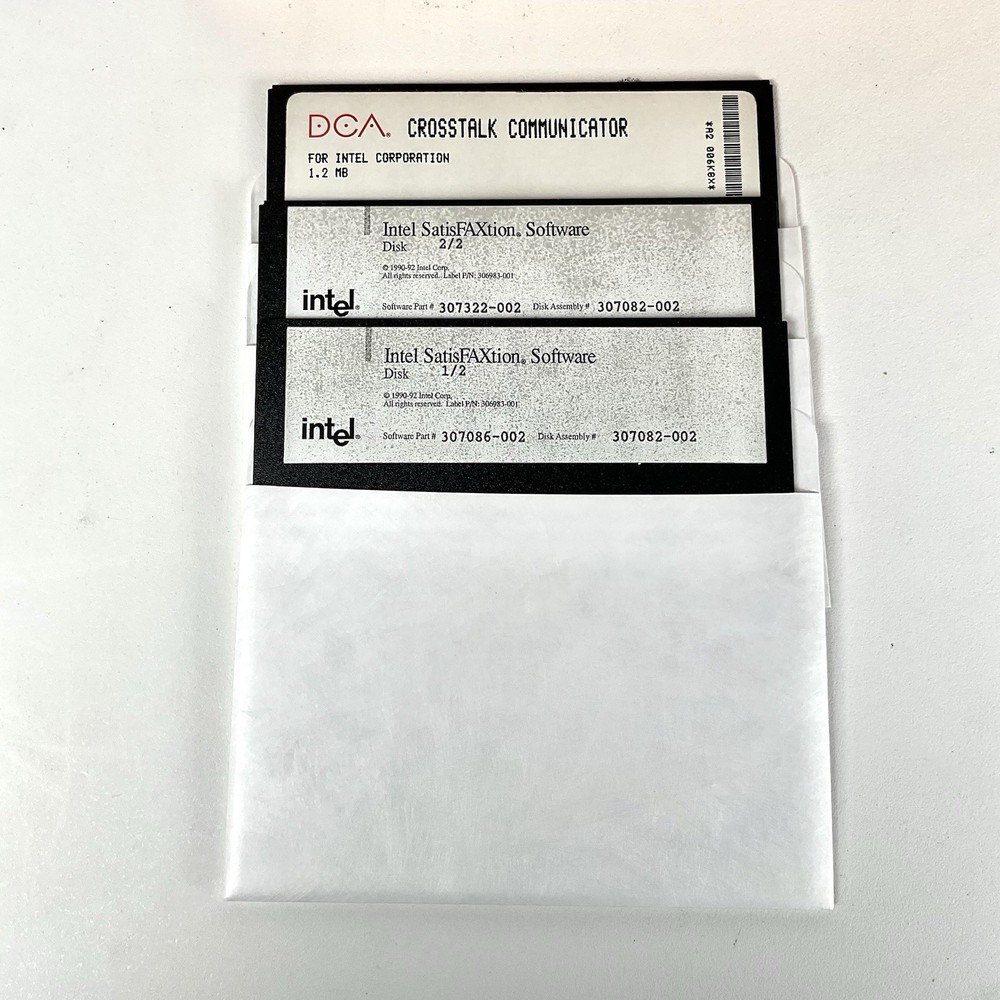 DCA® CROSSTALK COMMUNICATOR
FOR INTEL CORPORATION
1.2 MB
*A2 006K8X*
Intel SatisFAXtion® Software
Disk 2/2
© 1990-92 Intel Corp.
All rights reserved. Label P/N: 306983-001
intel®
Software Part # 307322-002 Disk Assembly # 307082-002
Intel SatisFAXtion® Software
Disk 1/2
© 1990-92 Intel Corp.
All rights reserved. Label P/N: 306983-001
intel®
Software Part # 307086-002 Disk Assembly # 307082-002